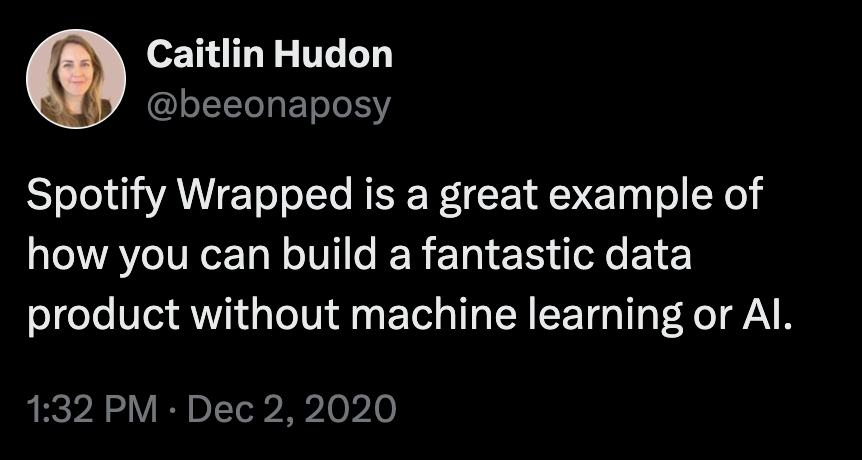 Caitlin Hudon
@beeonaposy
Spotify Wrapped is a great example of
how you can build a fantastic data
product without machine learning or AI.
1:32 PM · Dec 2, 2020